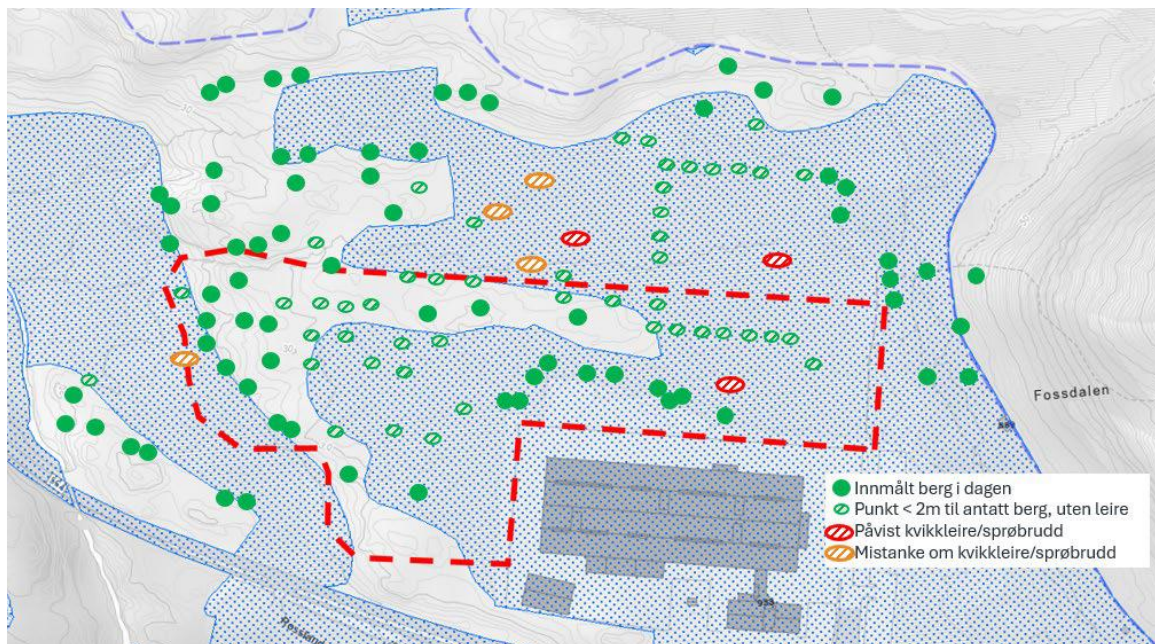 Fossdalen
Innmålt berg i dagen
Punkt < 2m til antatt berg, uten leire
Påvist kvikkleire/sprøbrudd
Mistanke om kvikkleire/sprøbrudd